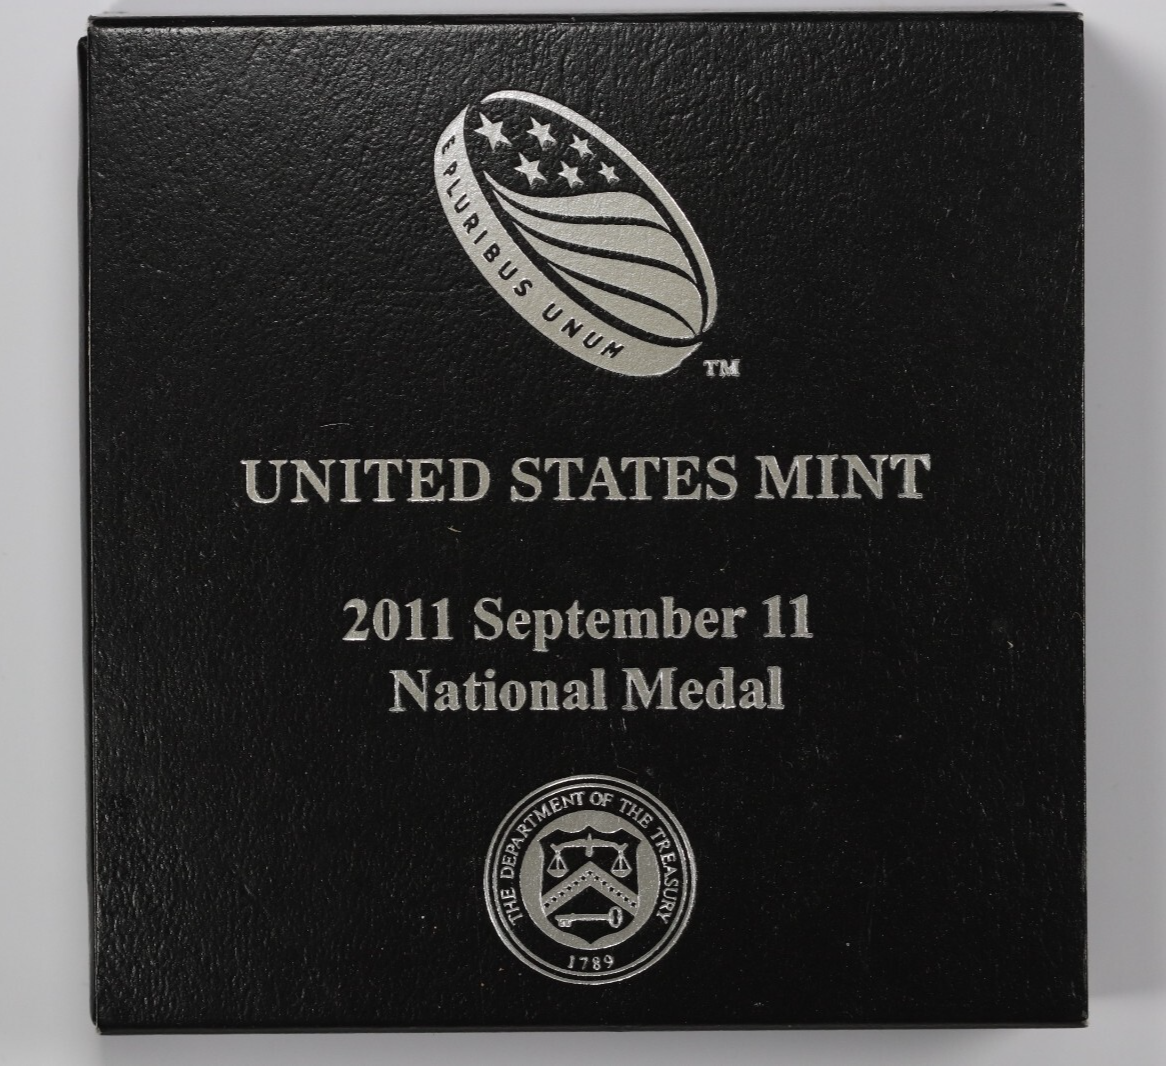 E PLURIBUS UNUM
TM
UNITED STATES MINT
2011 September 11
National Medal
THE DEPARTMENT OF THE TREASURY
1789